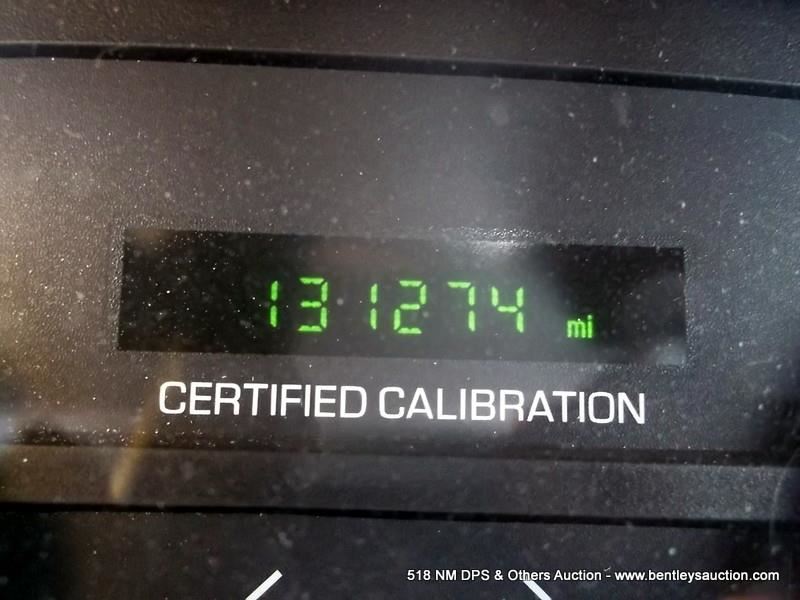 131274 mi
CERTIFIED CALIBRATION
518 NM DPS & Others Auction - www.bentleysauction.com